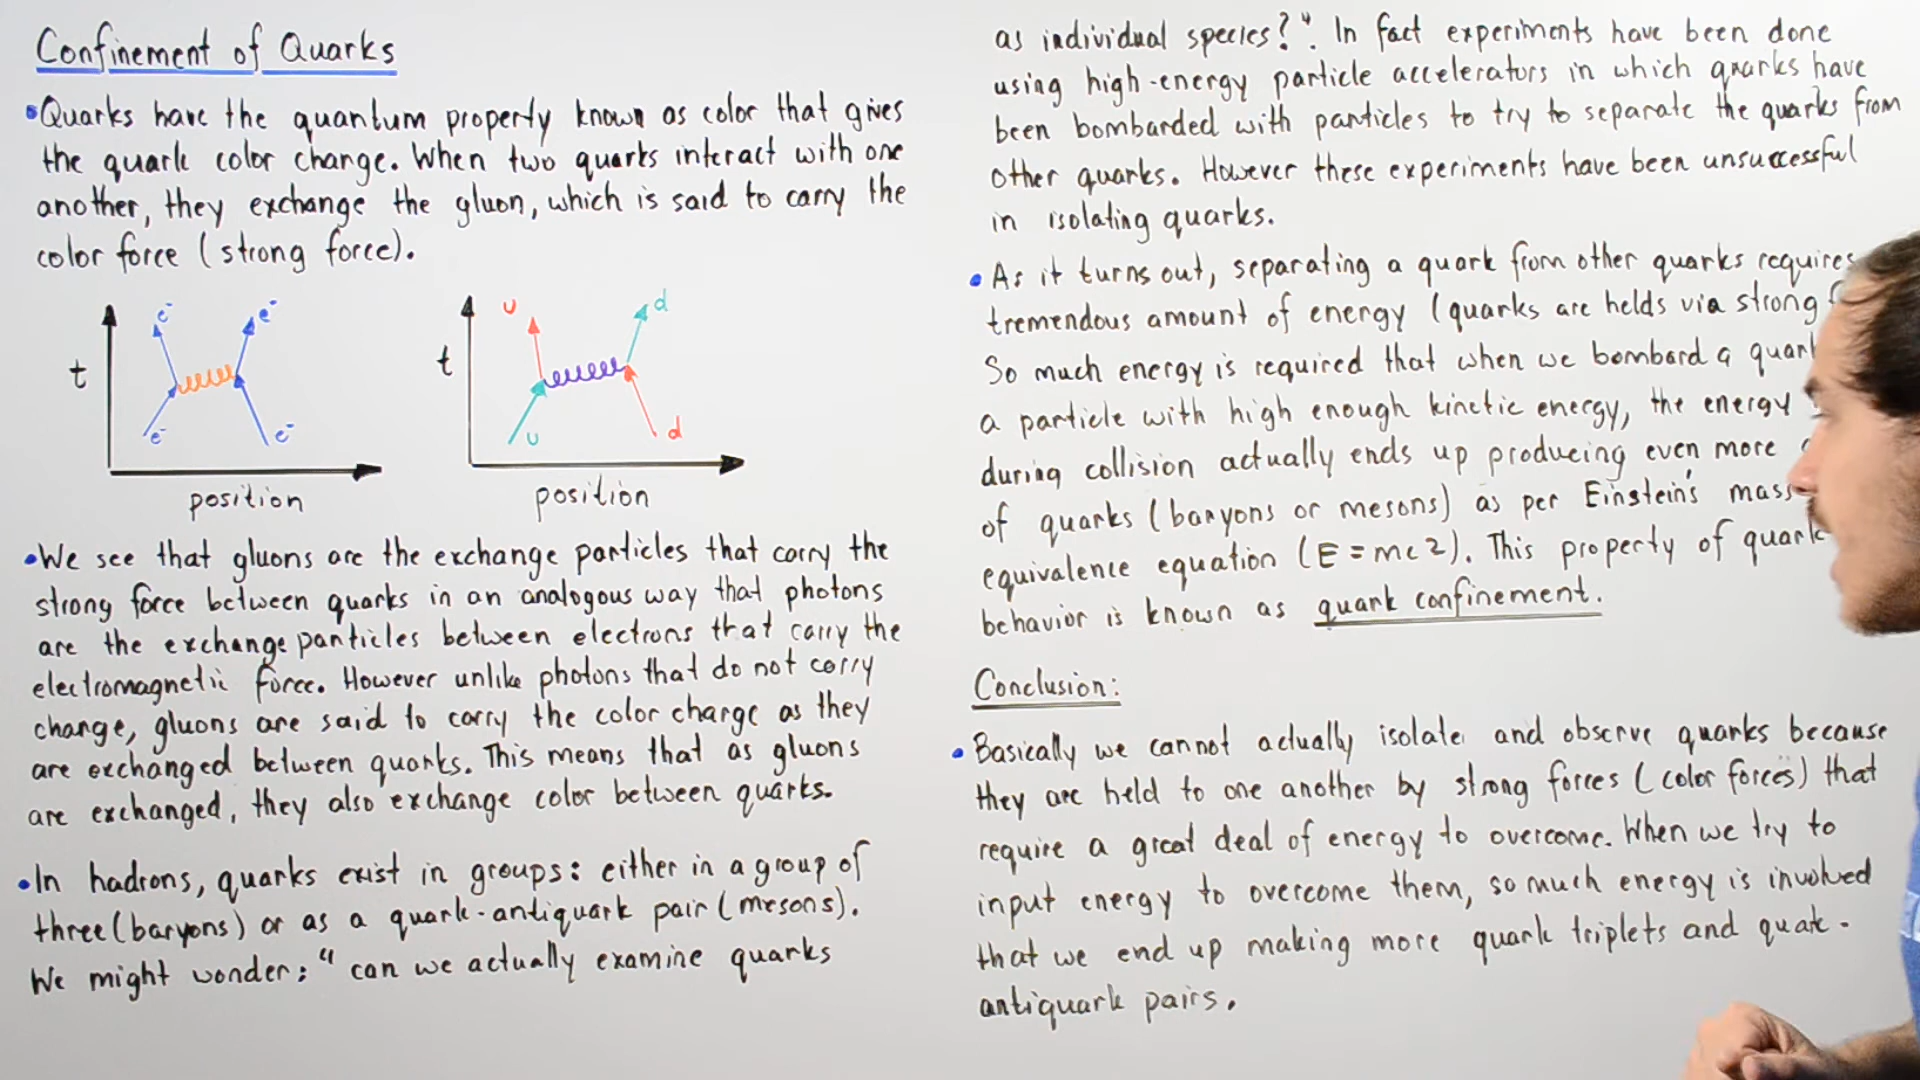 Confinement of Quarks
•Quarks have the quantum property known as color that gives
the quark color change. When two quarks interact with one
another, they exchange the gluon, which is said to carry the
color force (strong force).
t
e-
e-
e-
e-
position
t
u
d
u
d
position
•We see that gluons are the exchange particles that carry the
strong force between quarks in an analogous way that photons
are the exchange particles between electrons that carry the
electromagnetic force. However unlike photons that do not carry
change, gluons are said to carry the color charge as they
are exchanged between quarks. This means that as gluons
are exchanged, they also exchange color between quarks.
•In hadrons, quarks exist in groups: either in a group of
three (baryons) or as a quark-antiquark pair (mesons).
We might wonder: "can we actually examine quarks
as individual species?". In fact experiments have been done
using high-energy particle accelerators in which quarks have
been bombarded with particles to try to separate the quarks from
other quarks. However these experiments have been unsuccessful
in isolating quarks.
•As it turns out, separating a quark from other quarks requires
tremendous amount of energy (quarks are helds via strong
So much energy is required that when we bombard a quark
a particle with high enough kinetic energy, the energy
during collision actually ends up producing even more
of quarks (baryons or mesons) as per Einstein's mass
equivalence equation (E=mc2). This property of quark
behavior is known as quark confinement.
Conclusion:
•Basically we cannot actually isolate and observe quarks because
they are held to one another by strong forces (color forces) that
require a great deal of energy to overcome. When we try to
input energy to overcome them, so much energy is involved
that we end up making more quark triplets and quark-
antiquark pairs.